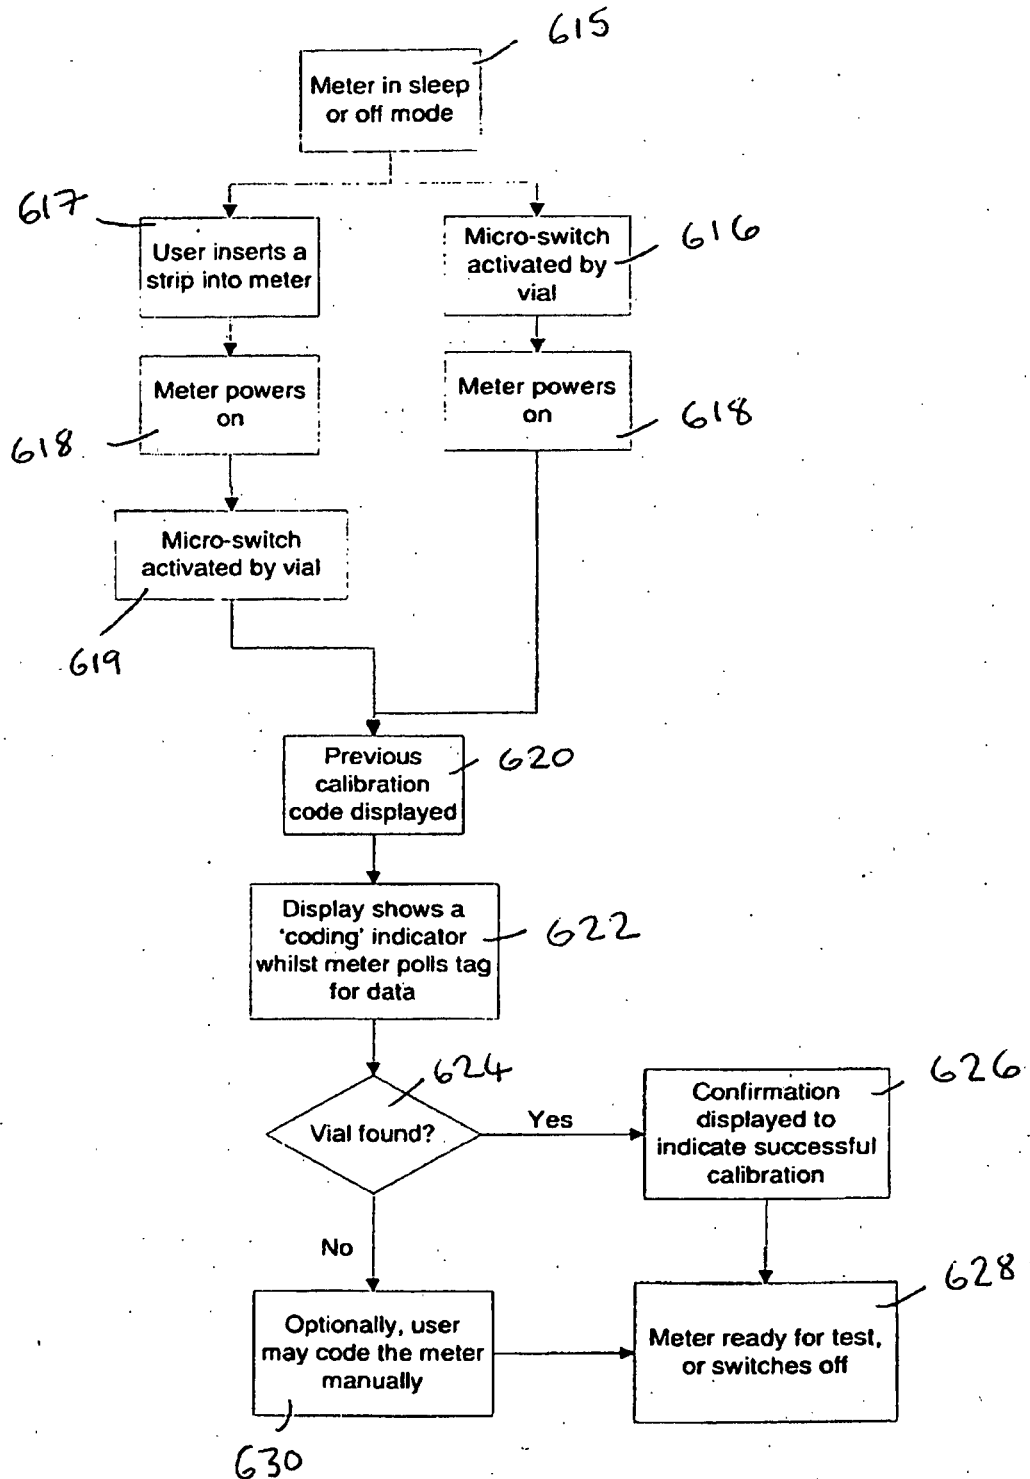 615
Meter in sleep
or off mode
617
User inserts a
strip into meter
Micro-switch
activated by
vial
616
Meter powers
on
618
Meter powers
on
618
Micro-switch
activated by vial
619
Previous
calibration
code displayed
620
Display shows a
'coding' indicator
whilst meter polls tag
for data
622
624
Vial found?
Yes
626
Confirmation
displayed to
indicate successful
calibration
No
628
Optionally, user
may code the meter
manually
630
Meter ready for test,
or switches off